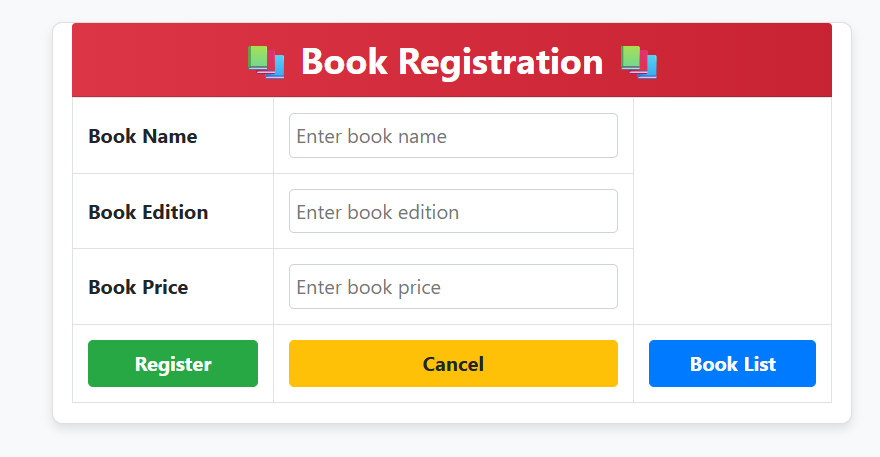 Book Registration
Book Name
Enter book name
Book Edition
Enter book edition
Book Price
Enter book price
Register
Cancel
Book List